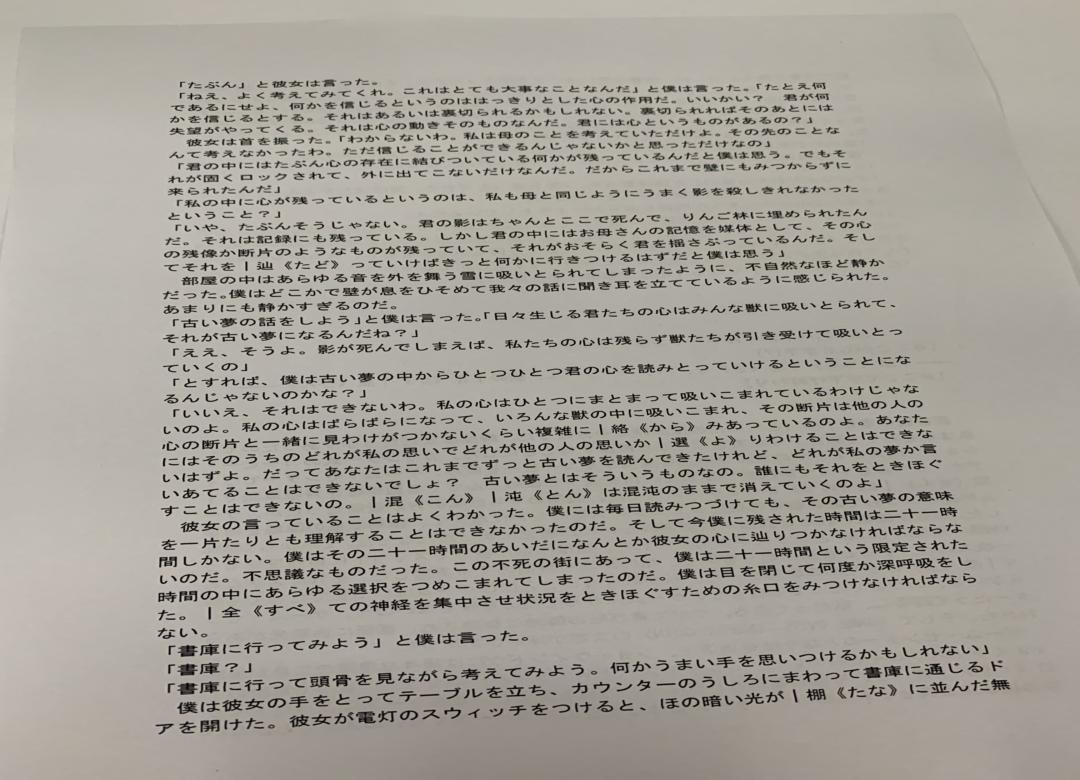 「たぶん」と彼女は言った。
「ねえ、よく考えてみてくれ。これはとても大事なことなんだ」と僕は言った。「たとえ何
であるにせよ、何かを信じるというのははっきりとした心の作用だ。いいかい？　君が何
かを信じるとする。それはあるいは裏切られるかもしれない。裏切られればそのあとには
失望がやってくる。それは心の動きそのものなんだ。君には心というものがあるの？」
　彼女は首を振った。「わからないわ。私は母のことを考えていただけよ。その先のことな
んて考えなかったわ。ただ信じることができるんじゃないかと思っただけなの」
「君の中にはたぶん心の存在に結びついている何かが残っているんだと僕は思う。でもそ
れが固くロックされて、外に出てこないだけなんだ。だからこれまで壁にもみつからずに
来られたんだ」
「私の中に心が残っているというのは、私も母と同じようにうまく影を殺しきれなかった
ということ？」
「いや、たぶんそうじゃない。君の影はちゃんとここで死んで、りんご林に埋められたん
だ。それは記録にも残っている。しかし君の中にはお母さんの記憶を媒体として、その心
の残像か断片のようなものが残っていて、それがおそらく君を揺さぶっているんだ。そし
てそれを｜辿《たど》っていけばきっと何かに行きつけるはずだと僕は思う」
　部屋の中はあらゆる音を外を舞う雪に吸いとられてしまったように、不自然なほど静か
だった。僕はどこかで壁が息をひそめて我々の話に聞き耳を立てているように感じられた。
あまりにも静かすぎるのだ。
「古い夢の話をしよう」と僕は言った。「日々生じる君たちの心はみんな獣に吸いとられて、
それが古い夢になるんだね？」
「ええ、そうよ。影が死んでしまえば、私たちの心は残らず獣たちが引き受けて吸いとっ
ていくの」
「とすれば、僕は古い夢の中からひとつひとつ君の心を読みとっていけるということにな
るんじゃないのかな？」
「いいえ、それはできないわ。私の心はひとつにまとまって吸いこまれているわけじゃな
いのよ。私の心はばらばらになって、いろんな獣の中に吸いこまれ、その断片は他の人の
心の断片と一緒に見わけがつかないくらい複雑に｜絡《から》みあっているのよ。あなた
にはそのうちのどれが私の思いでどれが他の人の思いか｜選《よ》りわけることはできな
いはずよ。だってあなたはこれまでずっと古い夢を読んできたけれど、どれが私の夢か言
いあてることはできないでしょ？　古い夢とはそういうものなの。誰にもそれをときほぐ
すことはできないの。｜混《こん》｜沌《とん》は混沌のままで消えていくのよ」
　彼女の言っていることはよくわかった。僕には毎日読みつづけても、その古い夢の意味
を一片たりとも理解することはできなかったのだ。そして今僕に残された時間は二十一時
間しかない。僕はその二十一時間のあいだになんとか彼女の心に辿りつかなければならな
いのだ。不思議なものだった。この不死の街にあって、僕は二十一時間という限定された
時間の中にあらゆる選択をつめこまれてしまったのだ。僕は目を閉じて何度か深呼吸をし
た。｜全《すべ》ての神経を集中させ状況をときほぐすための糸口をみつけなければなら
ない。
「書庫に行ってみよう」と僕は言った。
「書庫？」
「書庫に行って頭骨を見ながら考えてみよう。何かうまい手を思いつけるかもしれない」
　僕は彼女の手をとってテーブルを立ち、カウンターのうしろにまわって書庫に通じるド
アを開けた。彼女が電灯のスウィッチをつけると、ほの暗い光が｜棚《たな》に並んだ無